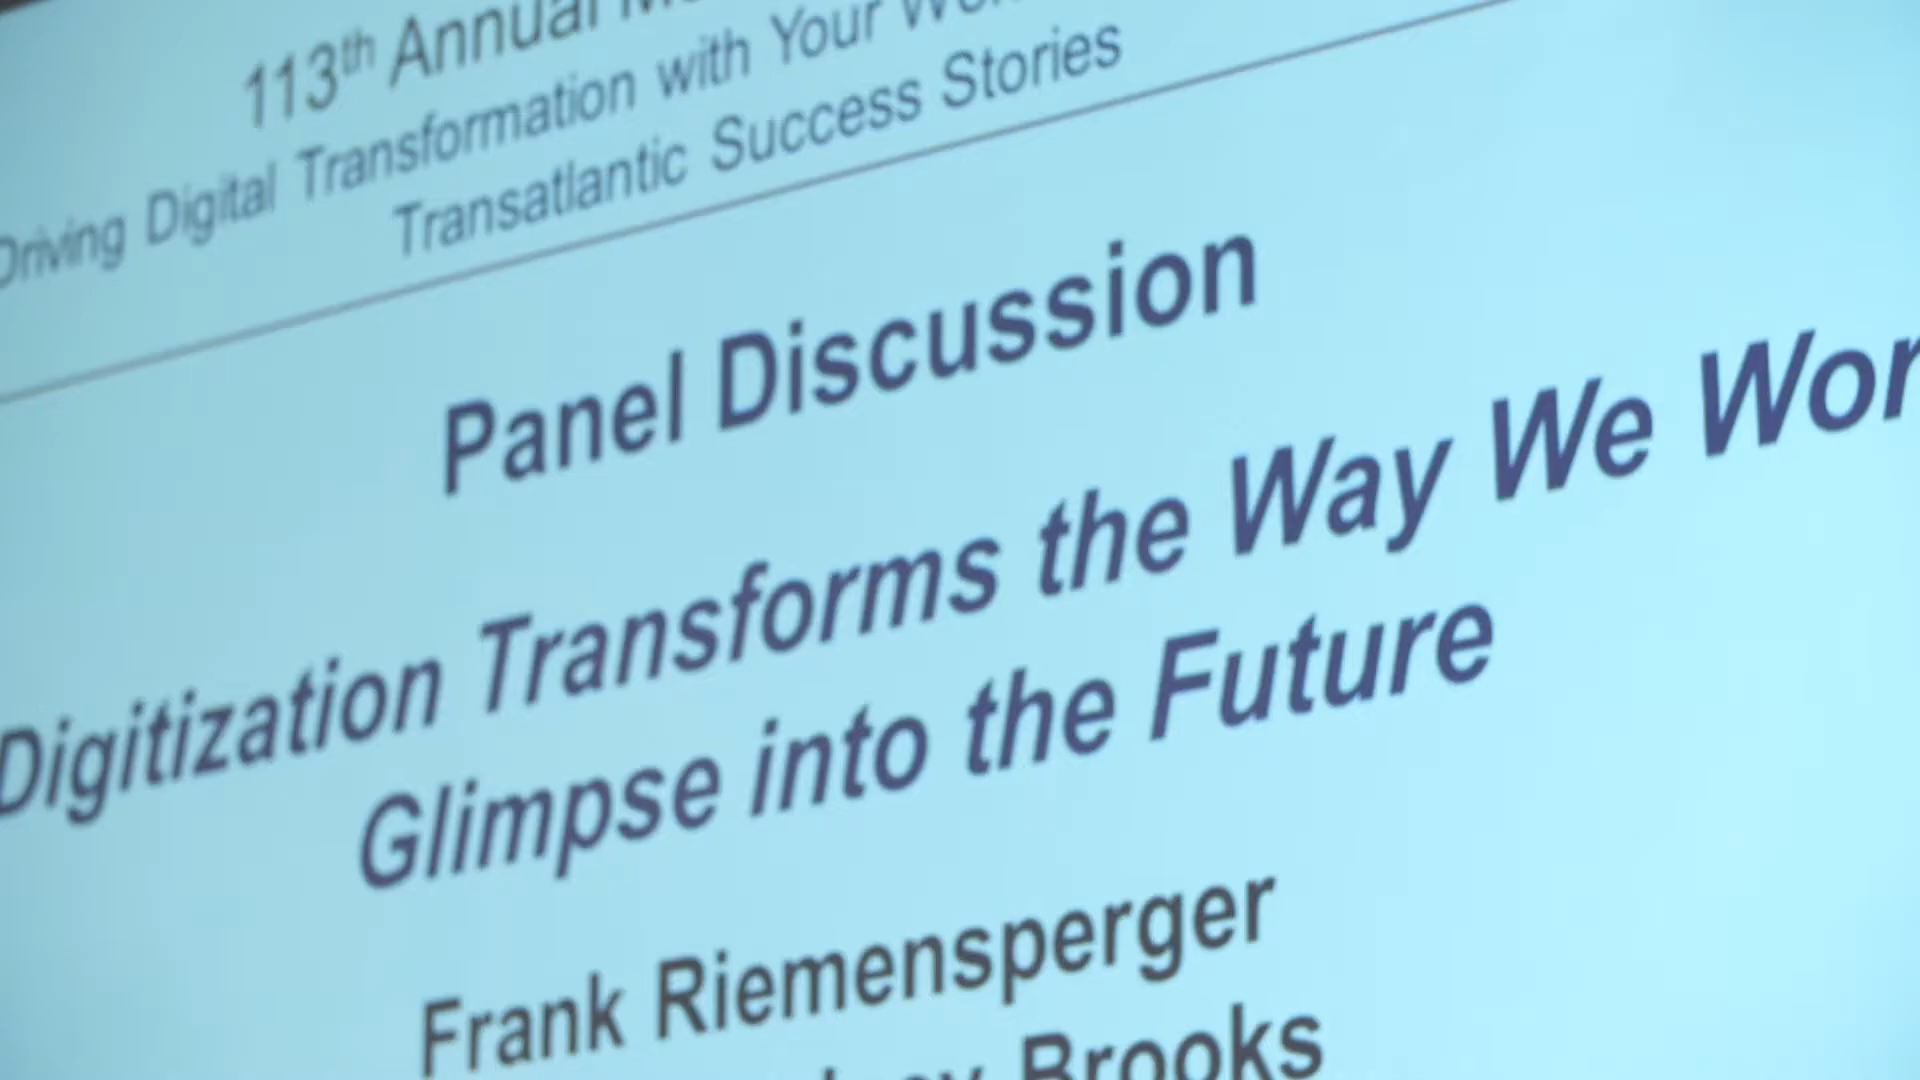 113th Annual
Driving Digital Transformation with Your
Transatlantic Success Stories
Panel Discussion
Digitization Transforms the Way We
Glimpse into the Future
Frank Riemensperger
Brooks